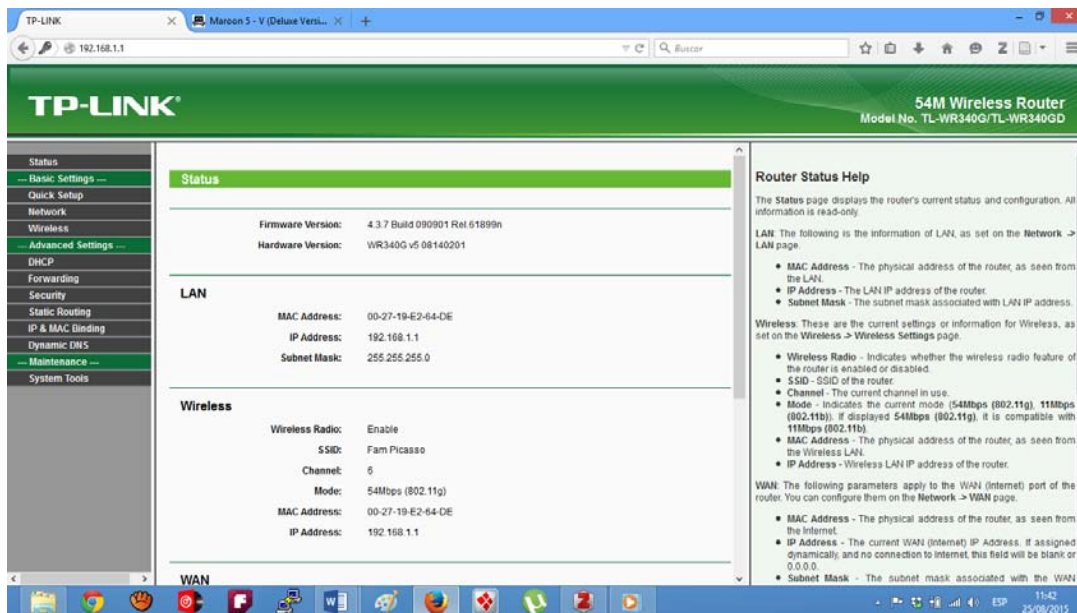 TP-LINK
Maroon 5 - V (Deluxe Versi...
192.168.1.1
Buscar
TP-LINK®
54M Wireless Router
Model No. TL-WR340G/TL-WR340GD
Status
--- Basic Settings ---
Quick Setup
Network
Wireless
--- Advanced Settings ---
DHCP
Forwarding
Security
Static Routing
IP & MAC Binding
Dynamic DNS
--- Maintenance ---
System Tools
Status
Firmware Version: 4.3.7 Build 090901 Rel.61899n
Hardware Version: WR340G v5 08140201
LAN
MAC Address: 00-27-19-E2-64-DE
IP Address: 192.168.1.1
Subnet Mask: 255.255.255.0
Wireless
Wireless Radio: Enable
SSID: Fam Picasso
Channel: 6
Mode: 54Mbps (802.11g)
MAC Address: 00-27-19-E2-64-DE
IP Address: 192.168.1.1
WAN
Router Status Help
The Status page displays the router's current status and configuration. All
information is read-only.
LAN: The following is the information of LAN, as set on the Network ->
LAN page.
MAC Address - The physical address of the router, as seen from
the LAN.
IP Address - The LAN IP address of the router.
Subnet Mask - The subnet mask associated with LAN IP address.
Wireless: These are the current settings or information for Wireless, as
set on the Wireless -> Wireless Settings page.
Wireless Radio - Indicates whether the wireless radio feature of
the router is enabled or disabled.
SSID - SSID of the router.
Channel - The current channel in use.
Mode - Indicates the current mode (54Mbps (802.11g), 11Mbps
(802.11b)). If displayed 54Mbps (802.11g), it is compatible with
11Mbps (802.11b).
MAC Address - The physical address of the router, as seen from
the Wireless LAN.
IP Address - Wireless LAN IP address of the router.
WAN: The following parameters apply to the WAN (Internet) port of the
router. You can configure them on the Network -> WAN page.
MAC Address - The physical address of the router, as seen from
the Internet.
IP Address - The current WAN (Internet) IP Address. If assigned
dynamically, and no connection to Internet, this field will be blank or
0.0.0.0.
Subnet Mask - The subnet mask associated with the WAN
ESP
11:42
25/08/2015